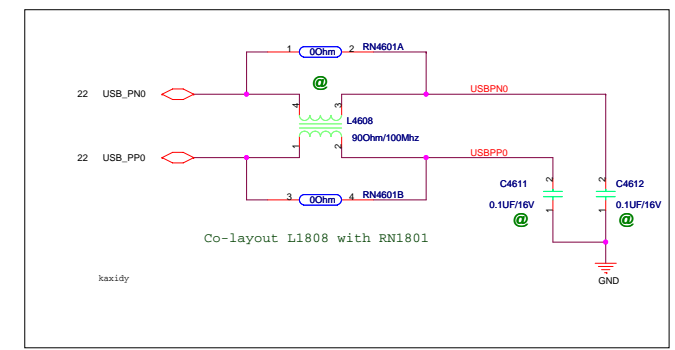 1 0Ohm 2 RN4601A
@
22 USB_PN0
USBPN0
4 3
L4608
90Ohm/100Mhz
1 2
22 USB_PP0
USBPP0
3 0Ohm 4 RN4601B
C4611
2
1
0.1UF/16V
@
C4612
2
1
0.1UF/16V
@
Co-layout L1808 with RN1801
GND
kaxidy